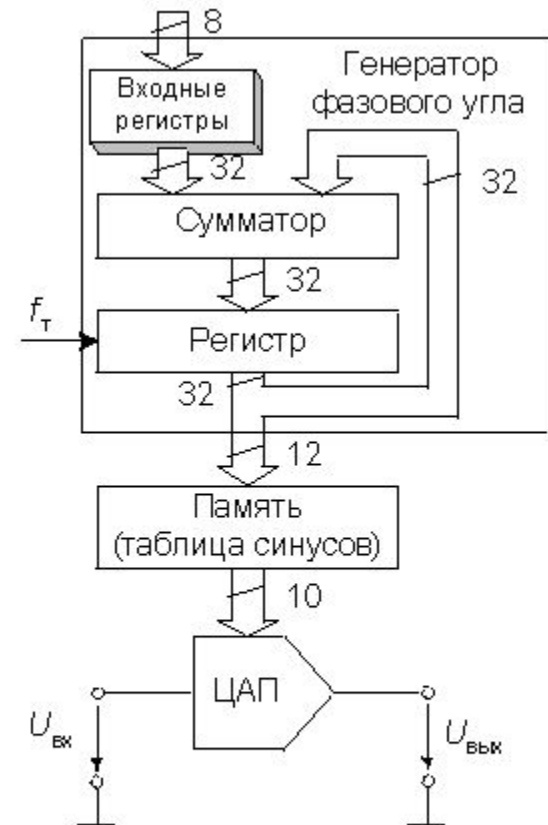 8
Генератор
фазового угла
Входные
регистры
32
32
Сумматор
32
fт
Регистр
32
12
Память
(таблица синусов)
10
ЦАП
Uвх
Uвых